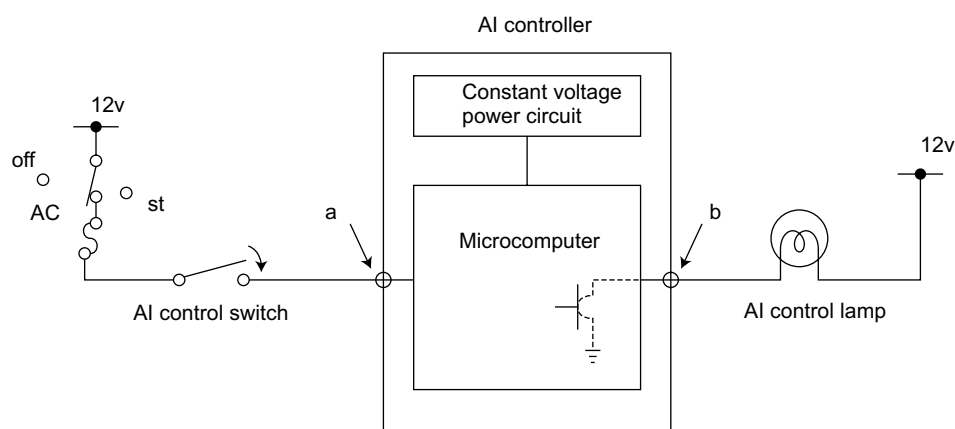 AI controller
Constant voltage
power circuit
12v
off
AC
st
a
Microcomputer
b
12v
AI control switch
AI control lamp